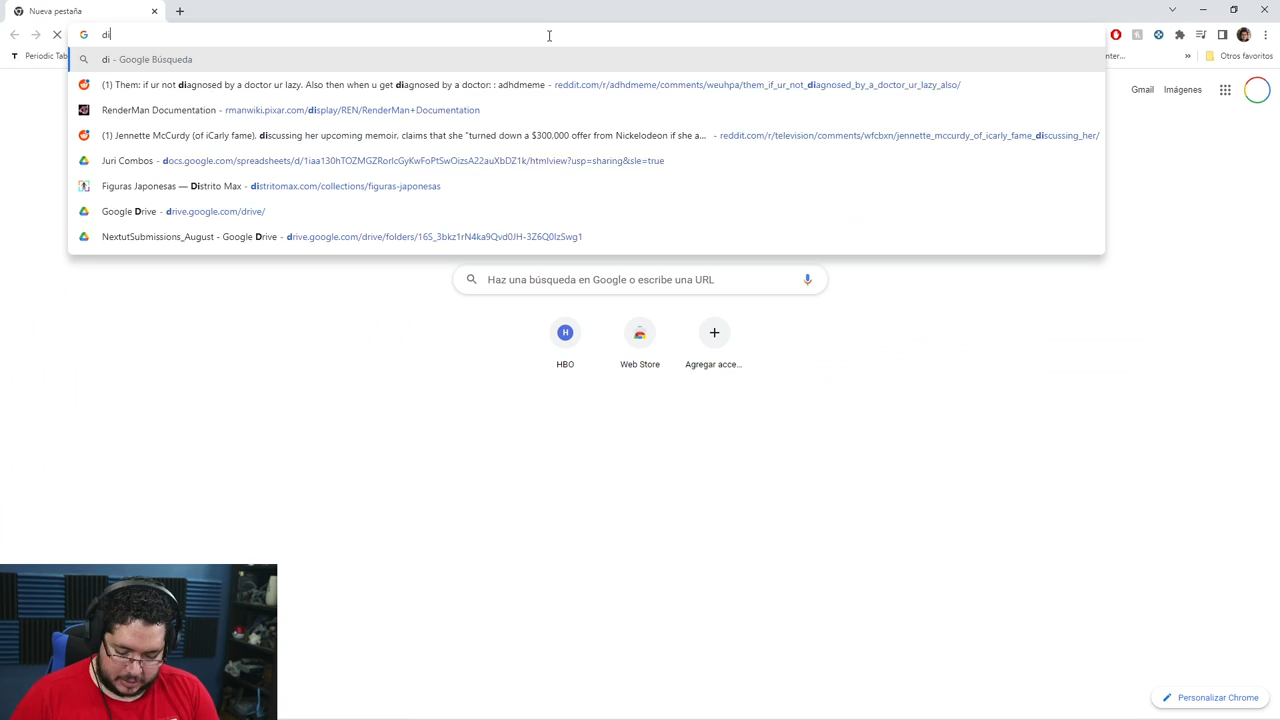 Nueva pestaña
di
T Periodic Tab
nter...
»
Otros favoritos
di - Google Búsqueda
(1) Them: if ur not diagnosed by a doctor ur lazy. Also then when u get diagnosed by a doctor: : adhdmeme - reddit.com/r/adhdmeme/comments/weuhpa/them_if_ur_not_diagnosed_by_a_doctor_ur_lazy_also/
RenderMan Documentation - rmanwiki.pixar.com/display/REN/RenderMan+Documentation
(1) Jennette McCurdy (of iCarly fame), discussing her upcoming memoir, claims that she "turned down a $300,000 offer from Nickelodeon if she a... - reddit.com/r/television/comments/wfcbxn/jennette_mccurdy_of_icarly_fame_discussing_her/
Juri Combos - docs.google.com/spreadsheets/d/1iaa130hTOZMGZRorIcGyKwFoPtSwOizsA22auXbDZ1k/htmlview?usp=sharing&sle=true
Figuras Japonesas — Distrito Max - distritomax.com/collections/figuras-japonesas
Google Drive - drive.google.com/drive/
NextutSubmissions_August - Google Drive - drive.google.com/drive/folders/16S_3bkz1rN4ka9Qvd0JH-3Z6Q0IzSwg1
Gmail Imágenes
Haz una búsqueda en Google o escribe una URL
H
HBO
Web Store
Agregar acce...
Personalizar Chrome